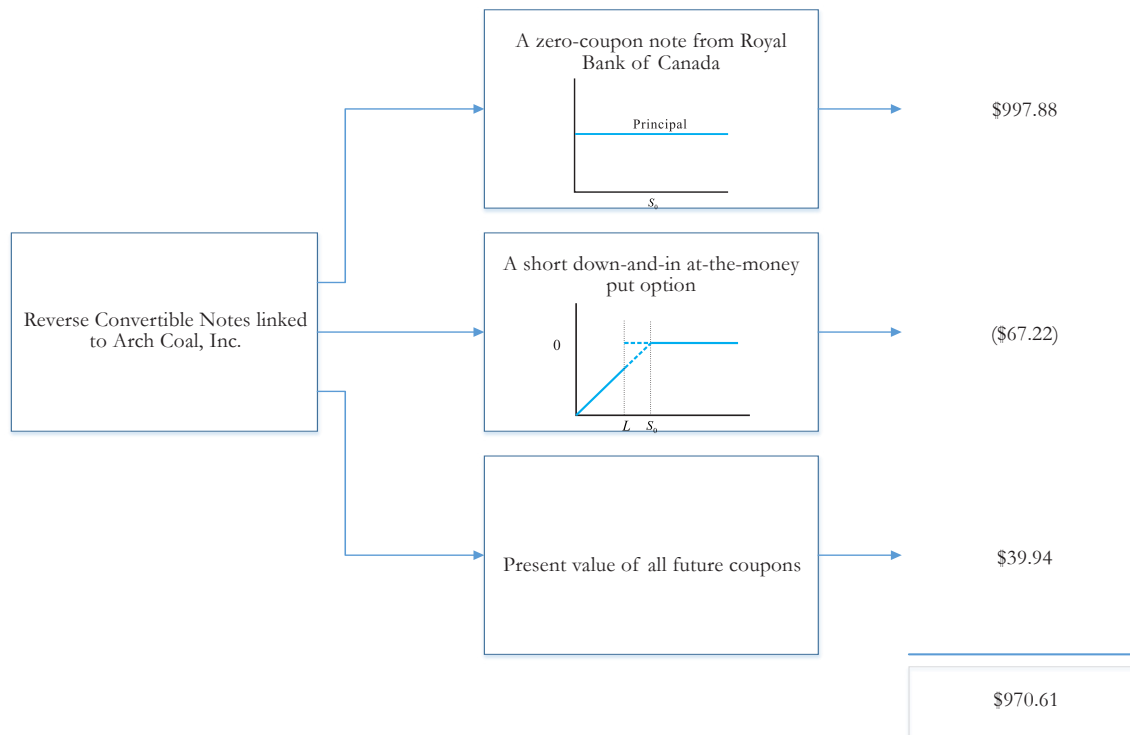 A zero-coupon note from Royal
Bank of Canada
Principal
S₀
$997.88
Reverse Convertible Notes linked
to Arch Coal, Inc.
A short down-and-in at-the-money
put option
0
L S₀
($67.22)
Present value of all future coupons
$39.94
$970.61